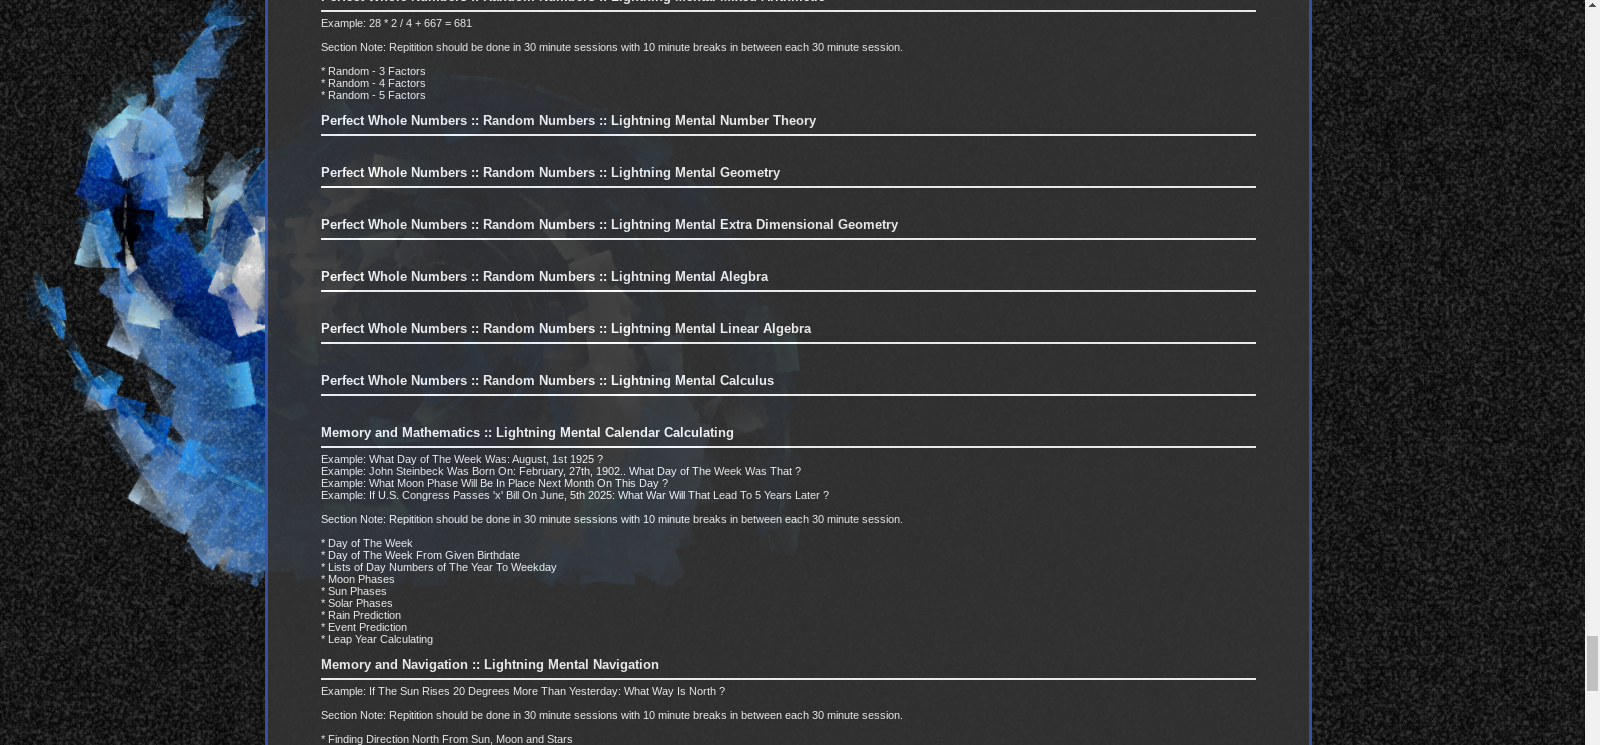 Perfect Whole Numbers :: Random Numbers :: Lightning Mental Mixed Arithmetic
Example: 28 * 2 / 4 + 667 = 681
Section Note: Repitition should be done in 30 minute sessions with 10 minute breaks in between each 30 minute session.
* Random - 3 Factors
* Random - 4 Factors
* Random - 5 Factors
Perfect Whole Numbers :: Random Numbers :: Lightning Mental Number Theory
Perfect Whole Numbers :: Random Numbers :: Lightning Mental Geometry
Perfect Whole Numbers :: Random Numbers :: Lightning Mental Extra Dimensional Geometry
Perfect Whole Numbers :: Random Numbers :: Lightning Mental Alegbra
Perfect Whole Numbers :: Random Numbers :: Lightning Mental Linear Algebra
Perfect Whole Numbers :: Random Numbers :: Lightning Mental Calculus
Memory and Mathematics :: Lightning Mental Calendar Calculating
Example: What Day of The Week Was: August, 1st 1925 ?
Example: John Steinbeck Was Born On: February, 27th, 1902.. What Day of The Week Was That ?
Example: What Moon Phase Will Be In Place Next Month On This Day ?
Example: If U.S. Congress Passes 'x' Bill On June, 5th 2025: What War Will That Lead To 5 Years Later ?
Section Note: Repitition should be done in 30 minute sessions with 10 minute breaks in between each 30 minute session.
* Day of The Week
* Day of The Week From Given Birthdate
* Lists of Day Numbers of The Year To Weekday
* Moon Phases
* Sun Phases
* Solar Phases
* Rain Prediction
* Event Prediction
* Leap Year Calculating
Memory and Navigation :: Lightning Mental Navigation
Example: If The Sun Rises 20 Degrees More Than Yesterday: What Way Is North ?
Section Note: Repitition should be done in 30 minute sessions with 10 minute breaks in between each 30 minute session.
* Finding Direction North From Sun, Moon and Stars